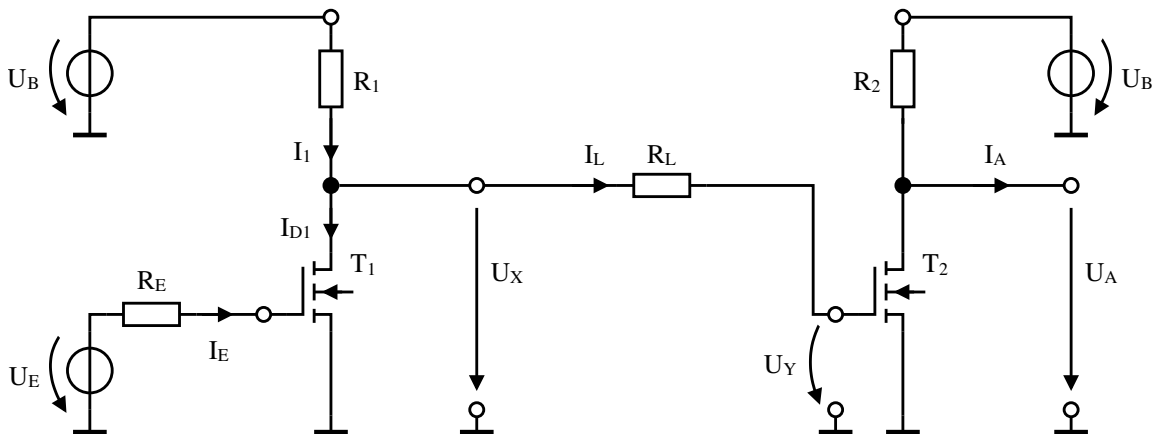 U_B
R_1
R_2
U_B
I_1
I_L
R_L
I_A
I_D1
T_1
T_2
R_E
U_X
U_A
I_E
U_E
U_Y